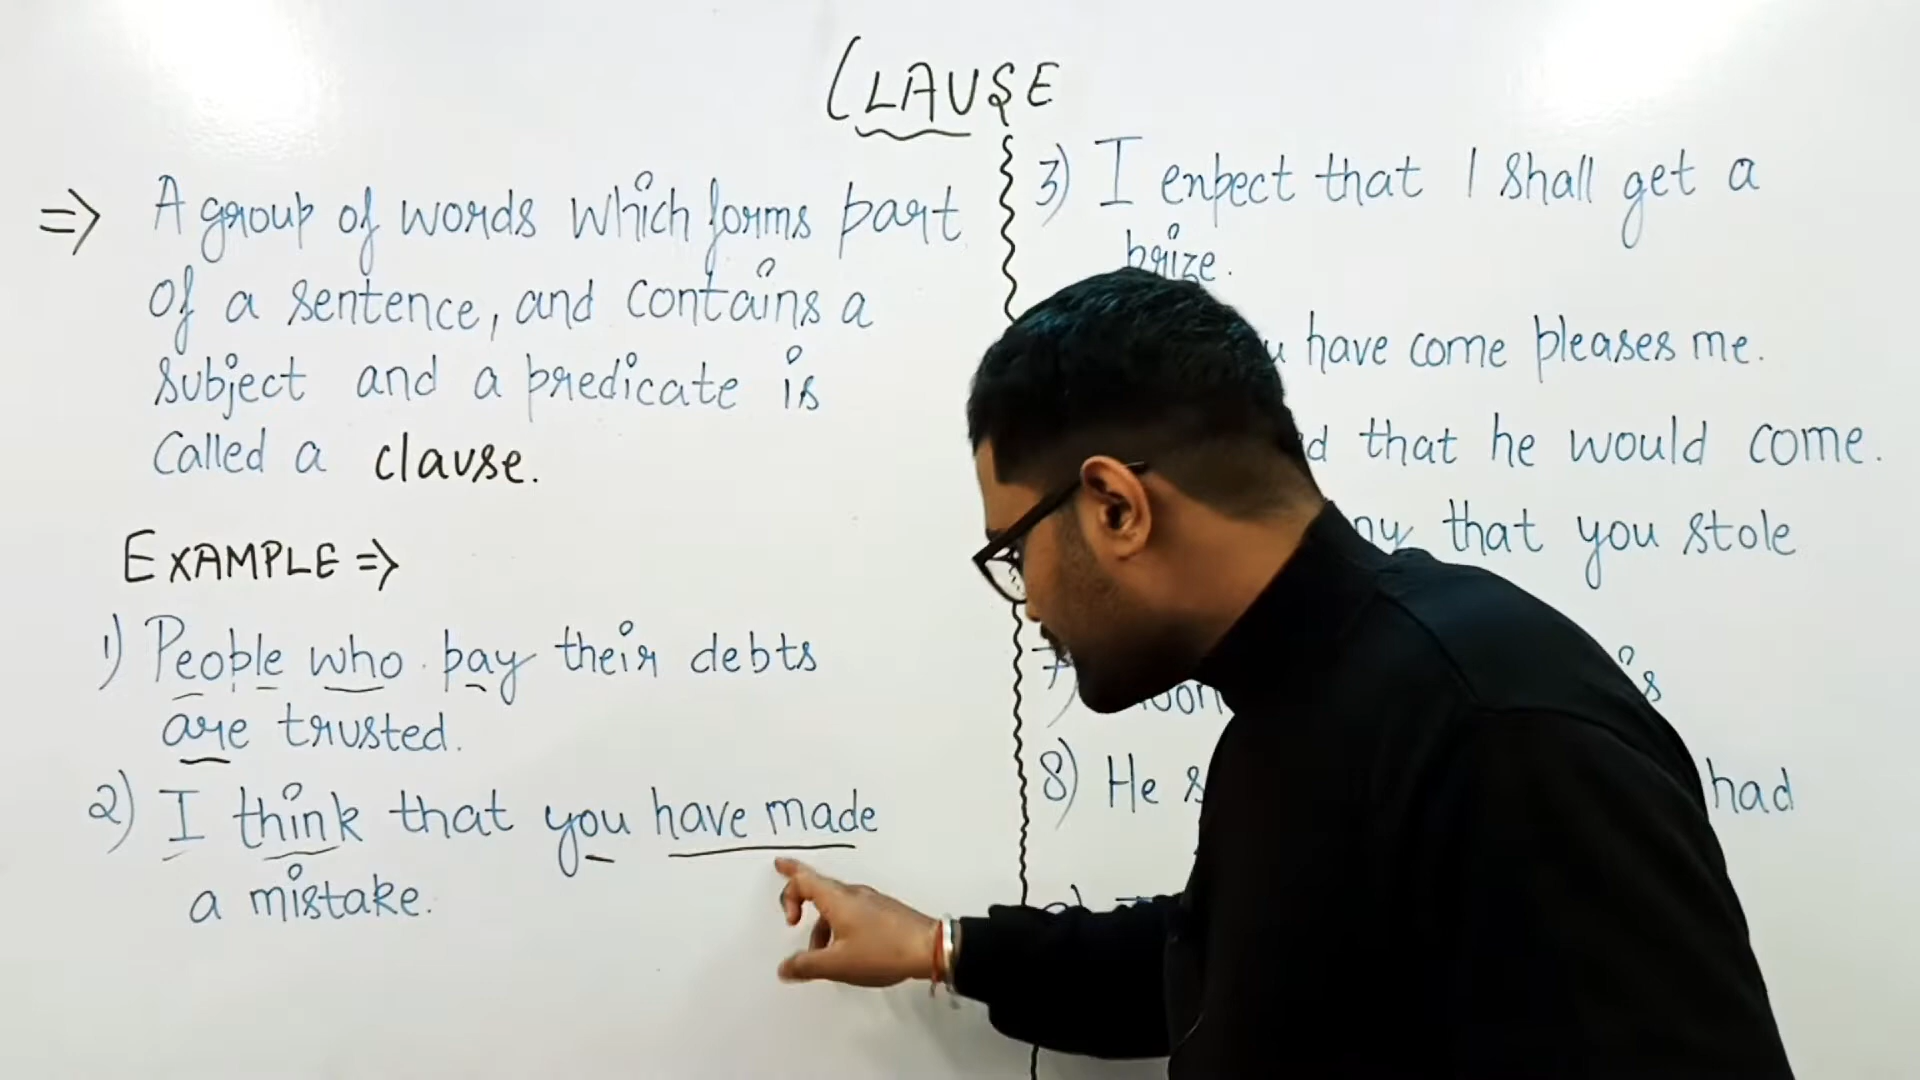 CLAUSE
=> A group of words which forms part
of a sentence, and contains a
subject and a predicate is
called a clause.
EXAMPLE =>
1) People who pay their debts
are trusted.
2) I think that you have made
a mistake.
3) I expect that I shall get a
prize.
have come pleases me.
that he would come.
that you stole
7)
is
8) He
had